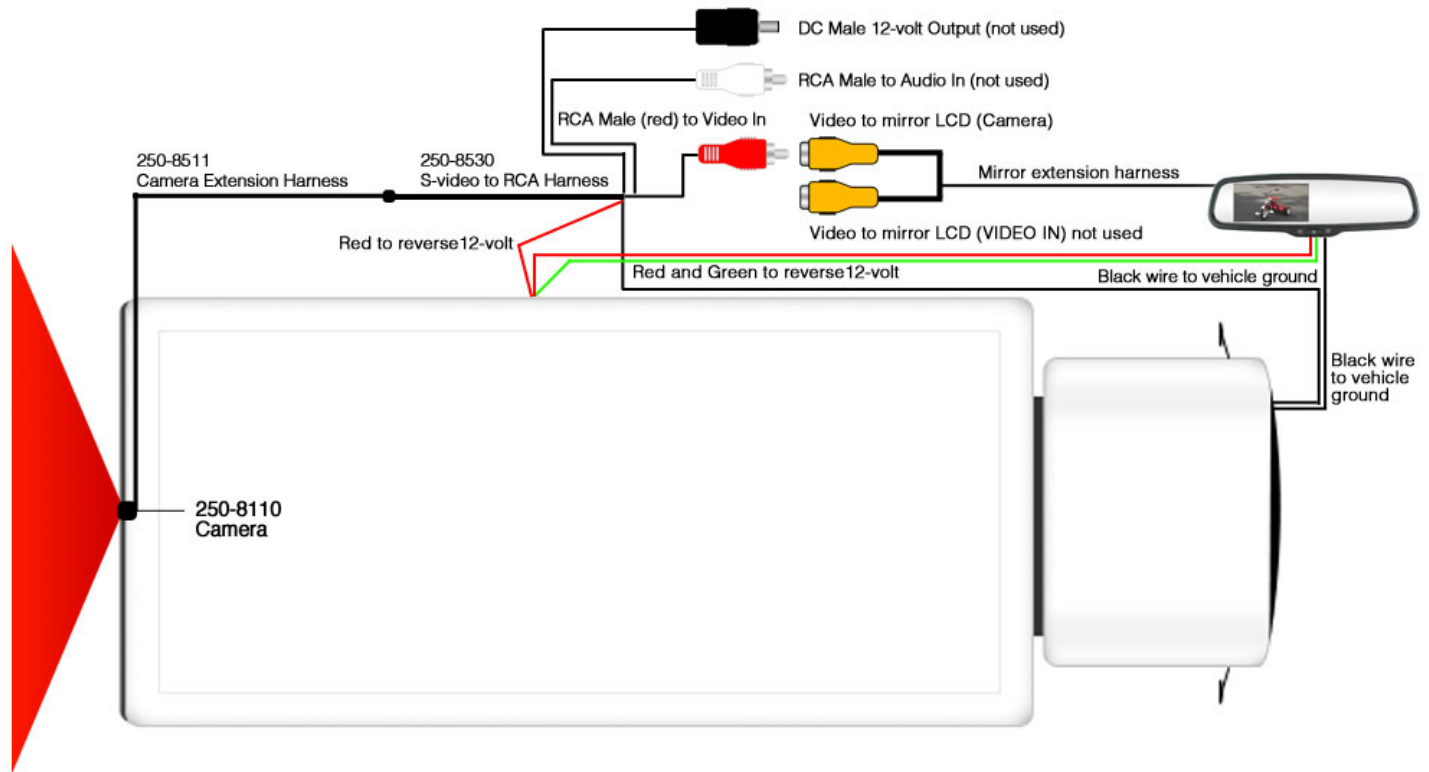 DC Male 12-volt Output (not used)
RCA Male to Audio In (not used)
RCA Male (red) to Video In
Video to mirror LCD (Camera)
250-8511
Camera Extension Harness
250-8530
S-video to RCA Harness
Mirror extension harness
Video to mirror LCD (VIDEO IN) not used
Red to reverse12-volt
Red and Green to reverse12-volt
Black wire to vehicle ground
Black wire
to vehicle
ground
250-8110
Camera